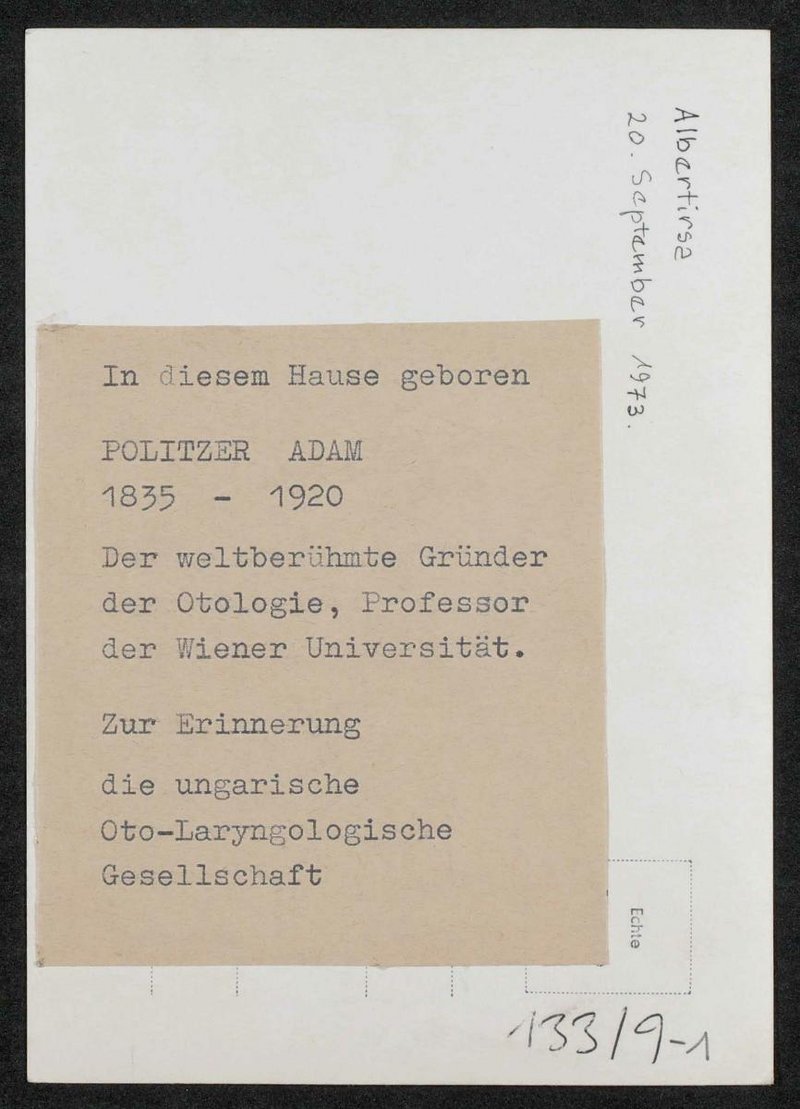 Albertirsa
20. September 1973.
In diesem Hause geboren
POLITZER ADAM
1835 - 1920
Der weltberühmte Gründer
der Otologie, Professor
der Wiener Universität.
Zur Erinnerung
die ungarische
Oto-Laryngologische
Gesellschaft
Echte
133/9-1